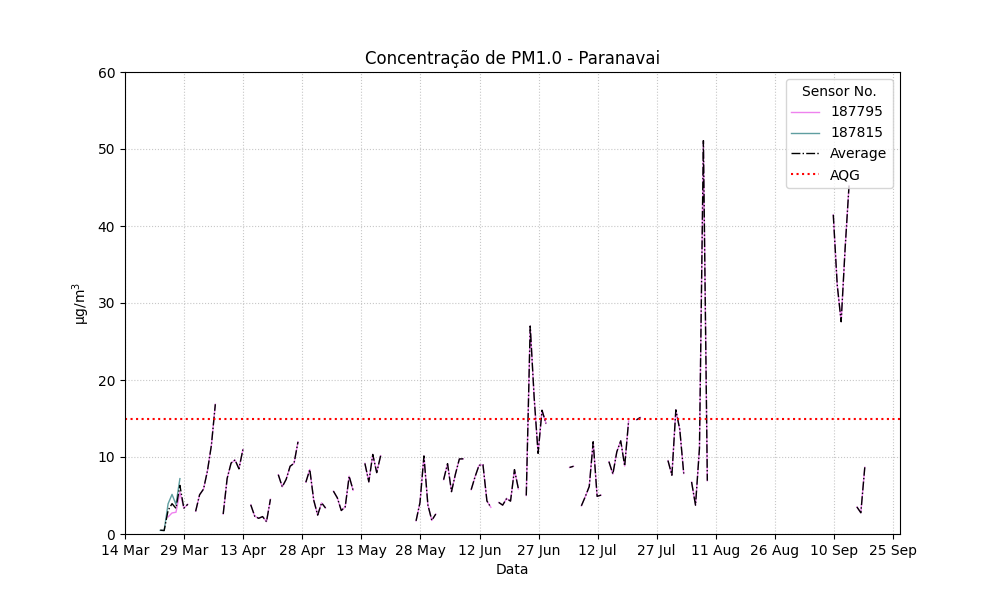 Concentração de PM1.0 - Paranavai
60
50
40
30
20
10
0
µg/m³
14 Mar
29 Mar
13 Apr
28 Apr
13 May
28 May
12 Jun
27 Jun
12 Jul
27 Jul
11 Aug
26 Aug
10 Sep
25 Sep
Data
Sensor No.
187795
187815
Average
AQG